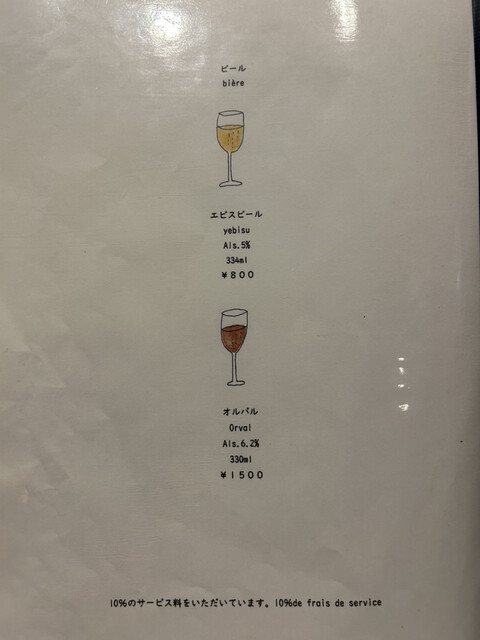 ビール
bière
エビスビール
yebisu
Als.5%
334ml
¥800
オルバル
Orval
Als.6.2%
330ml
¥1500
10%のサービス料をいただいています。10%de frais de service